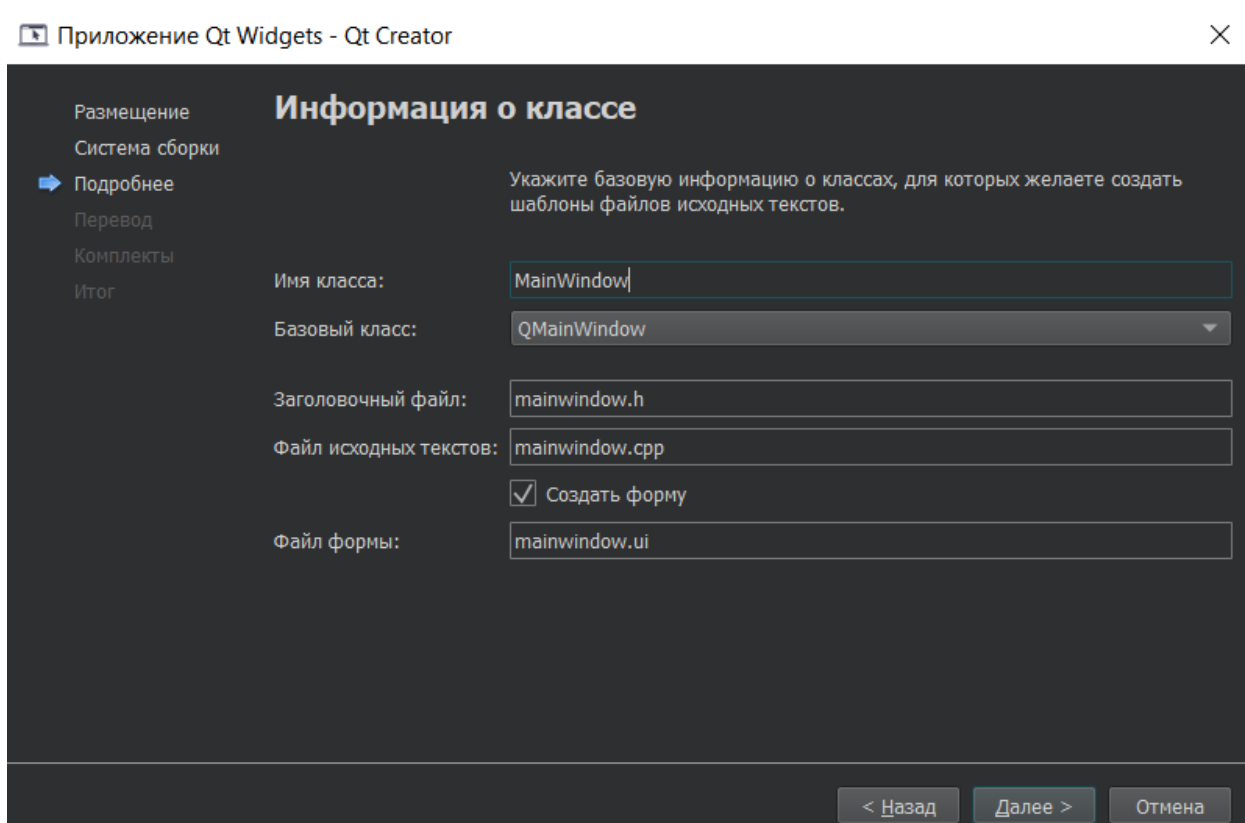 Приложение Qt Widgets - Qt Creator
Размещение
Система сборки
Подробнее
Перевод
Комплекты
Итог
Информация о классе
Укажите базовую информацию о классах, для которых желаете создать
шаблоны файлов исходных текстов.
Имя класса: MainWindow
Базовый класс: QMainWindow
Заголовочный файл: mainwindow.h
Файл исходных текстов: mainwindow.cpp
Создать форму
Файл формы: mainwindow.ui
< Назад Далее > Отмена